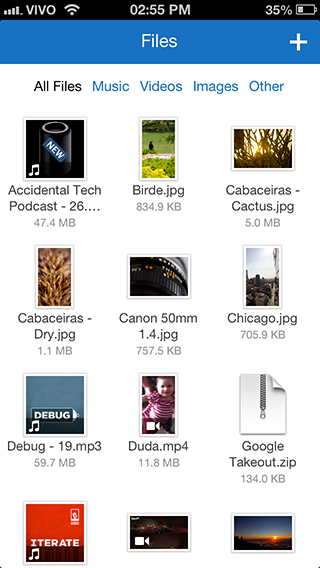 VIVO 02:55 PM 35%
Files +
All Files Music Videos Images Other
NEW
Accidental Tech Podcast - 26....
47.4 MB
Birde.jpg
834.9 KB
Cabaceiras - Cactus.jpg
5.0 MB
Cabaceiras - Dry.jpg
1.1 MB
Canon 50mm 1.4.jpg
757.5 KB
Chicago.jpg
705.9 KB
DEBUG
Debug - 19.mp3
59.7 MB
Duda.mp4
11.8 MB
Google Takeout.zip
134.0 KB
ITERATE